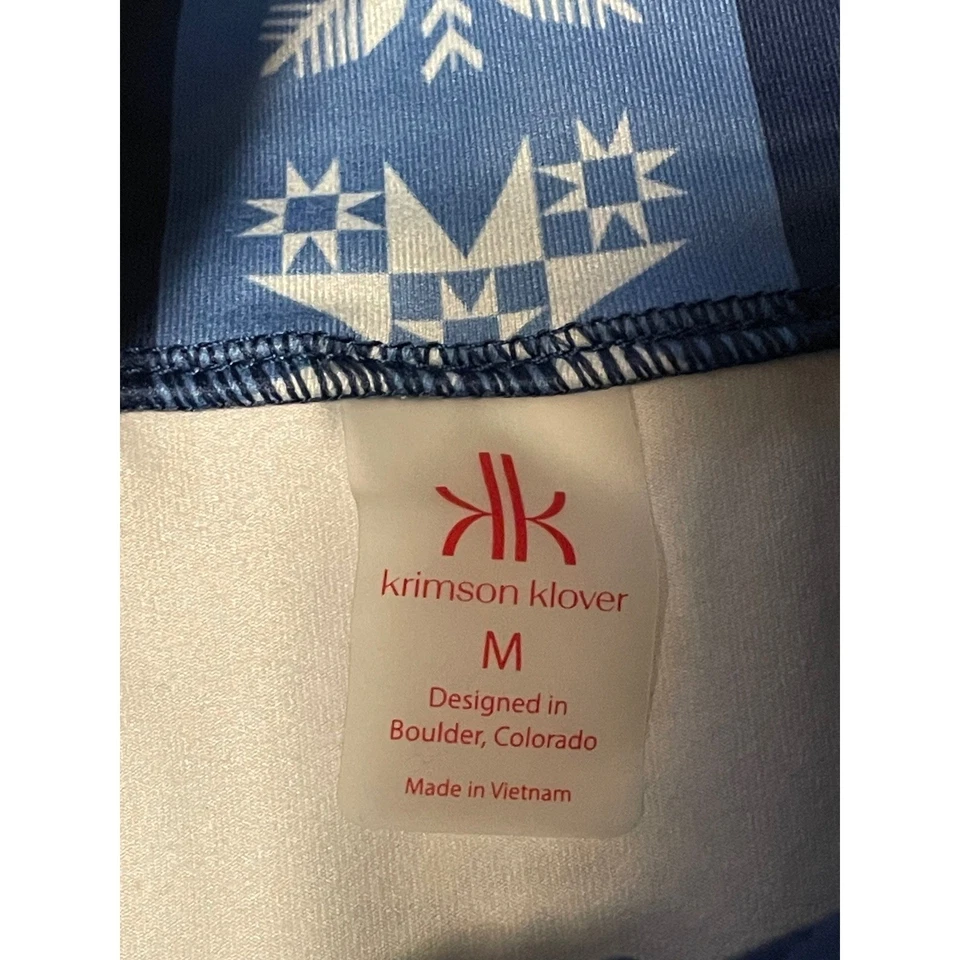 krimson klover
M
Designed in
Boulder, Colorado
Made in Vietnam